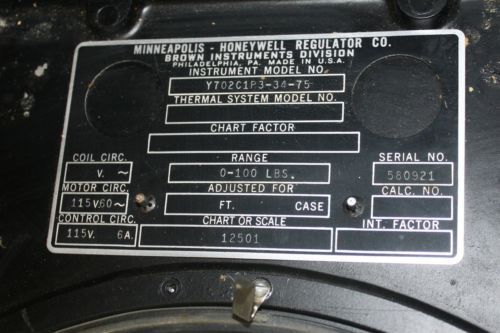 MINNEAPOLIS - HONEYWELL REGULATOR CO.
BROWN INSTRUMENTS DIVISION
PHILADELPHIA, PA. MADE IN U.S.A.
INSTRUMENT MODEL NO.
Y702C1P3-34-75
THERMAL SYSTEM MODEL NO.
CHART FACTOR
COIL CIRC. RANGE SERIAL NO.
V. ~ 0-100 LBS. 580921
MOTOR CIRC. ADJUSTED FOR CALC. NO.
115V.60~ FT. CASE
CONTROL CIRC. CHART OR SCALE INT. FACTOR
115V. 6A. 12501